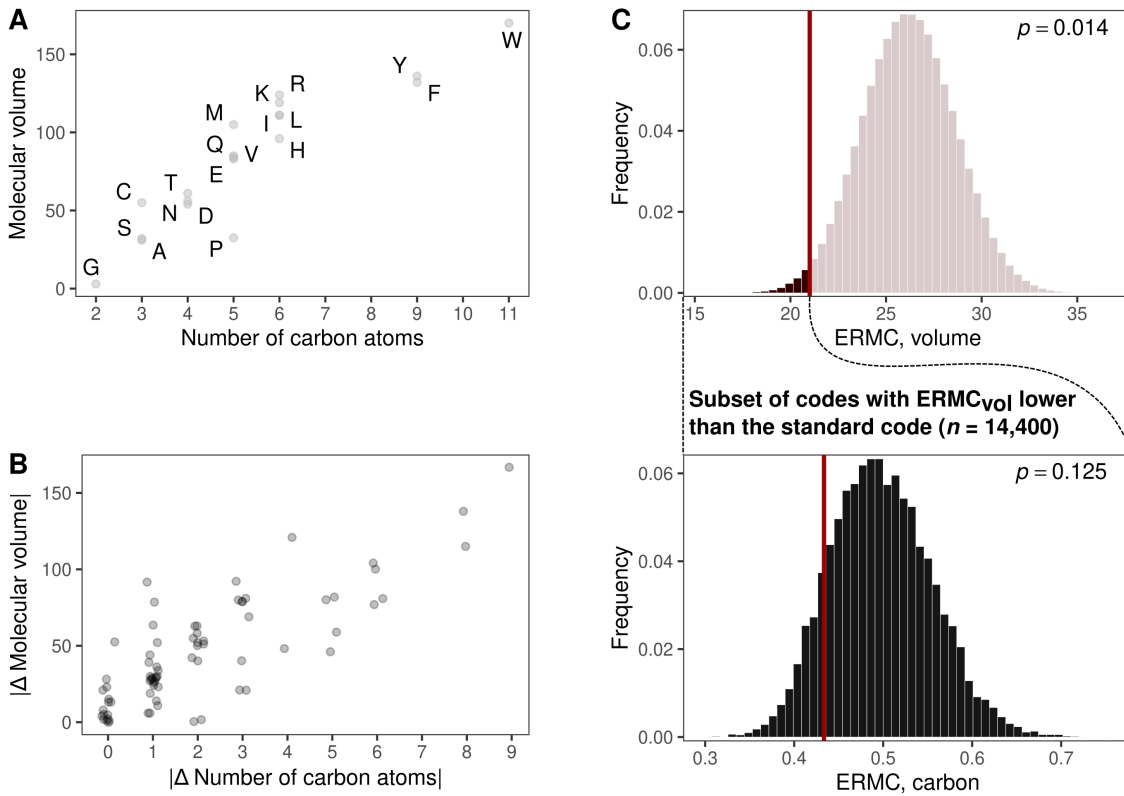 A
Molecular volume
150
100
50
0
W
Y
F
R
K
M
I
L
Q
V
H
E
T
C
N
D
S
A
P
G
2 3 4 5 6 7 8 9 10 11
Number of carbon atoms
B
|Δ Molecular volume|
150
100
50
0
0 1 2 3 4 5 6 7 8 9
|Δ Number of carbon atoms|
C
p = 0.014
Frequency
0.06
0.04
0.02
0.00
15 20 25 30 35
ERMC, volume
Subset of codes with ERMCvol lower
than the standard code (n = 14,400)
p = 0.125
Frequency
0.06
0.04
0.02
0.00
0.3 0.4 0.5 0.6 0.7
ERMC, carbon